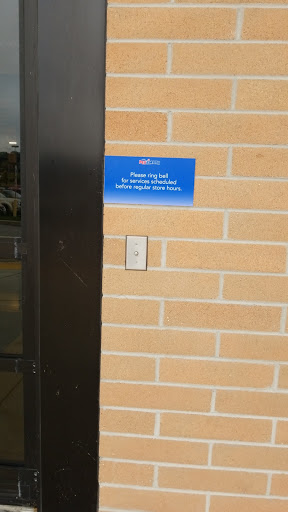 Please ring bell
for services scheduled
before regular store hours.